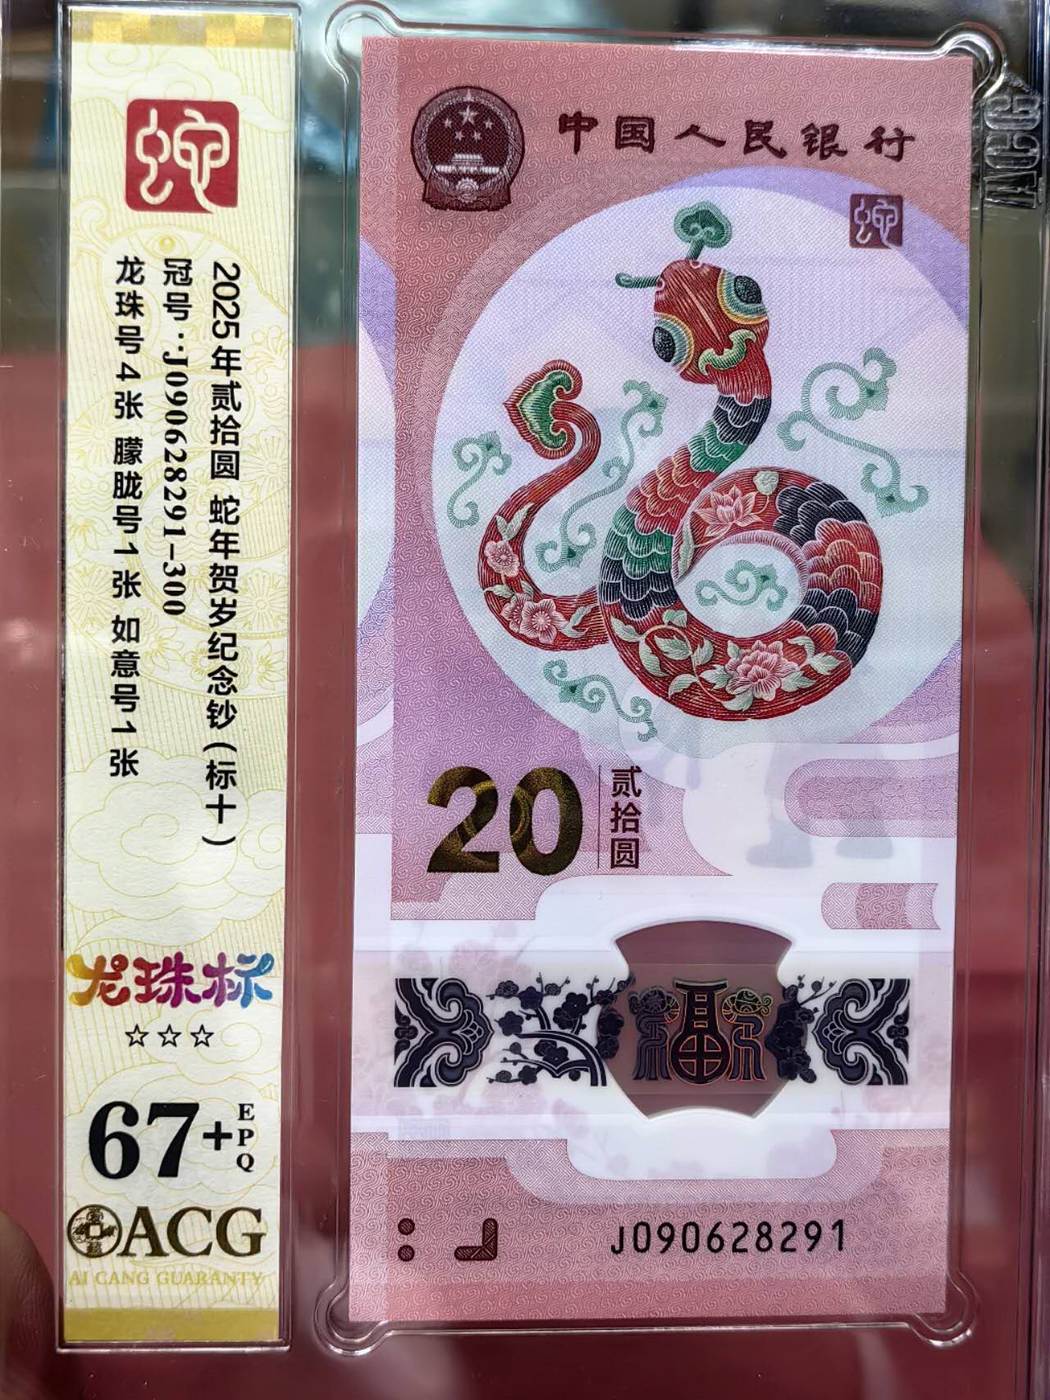 蛇
2025年贰拾圆 蛇年贺岁纪念钞(标十)
冠号:J090628291-300
龙珠号4张 朦胧号1张 如意号1张
龙珠标
☆☆☆
67+EPQ
ACG
AI CANG GUARANTY
中国人民银行
蛇
20 贰拾圆
福
J090628291
ACG